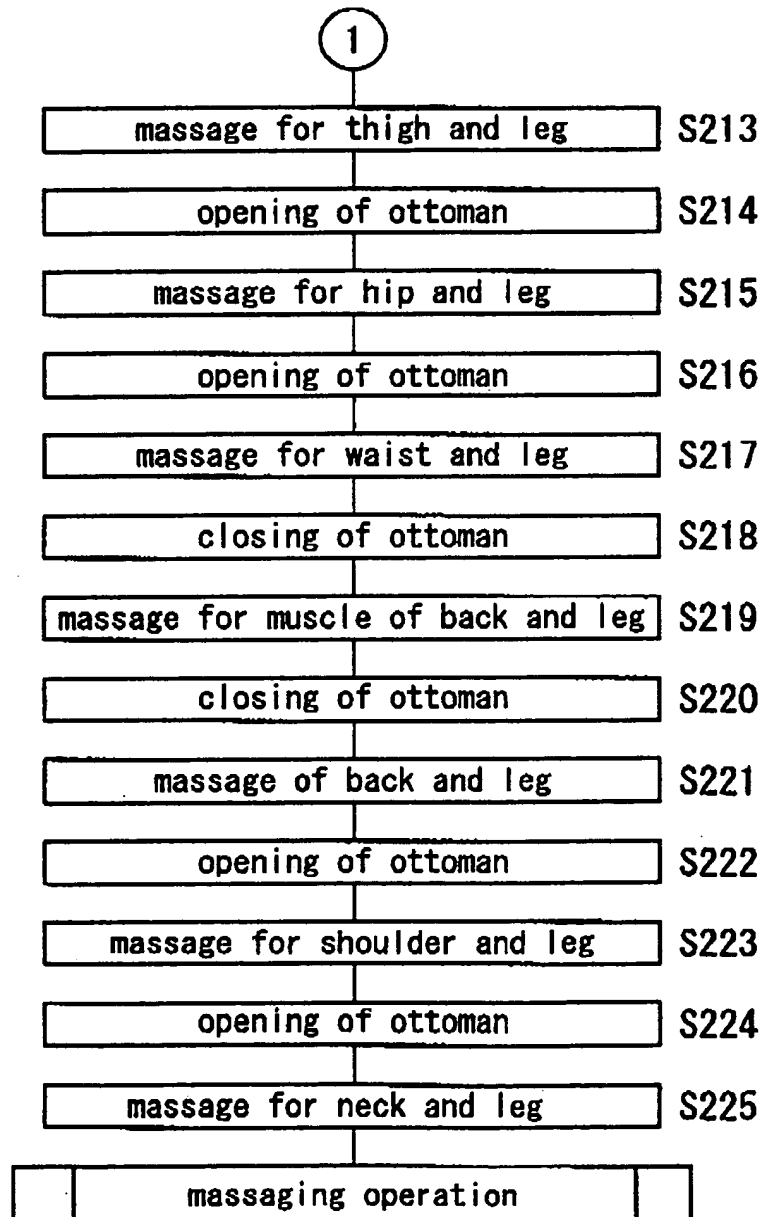 1
massage for thigh and leg S213
opening of ottoman S214
massage for hip and leg S215
opening of ottoman S216
massage for waist and leg S217
closing of ottoman S218
massage for muscle of back and leg S219
closing of ottoman S220
massage of back and leg S221
opening of ottoman S222
massage for shoulder and leg S223
opening of ottoman S224
massage for neck and leg S225
massaging operation